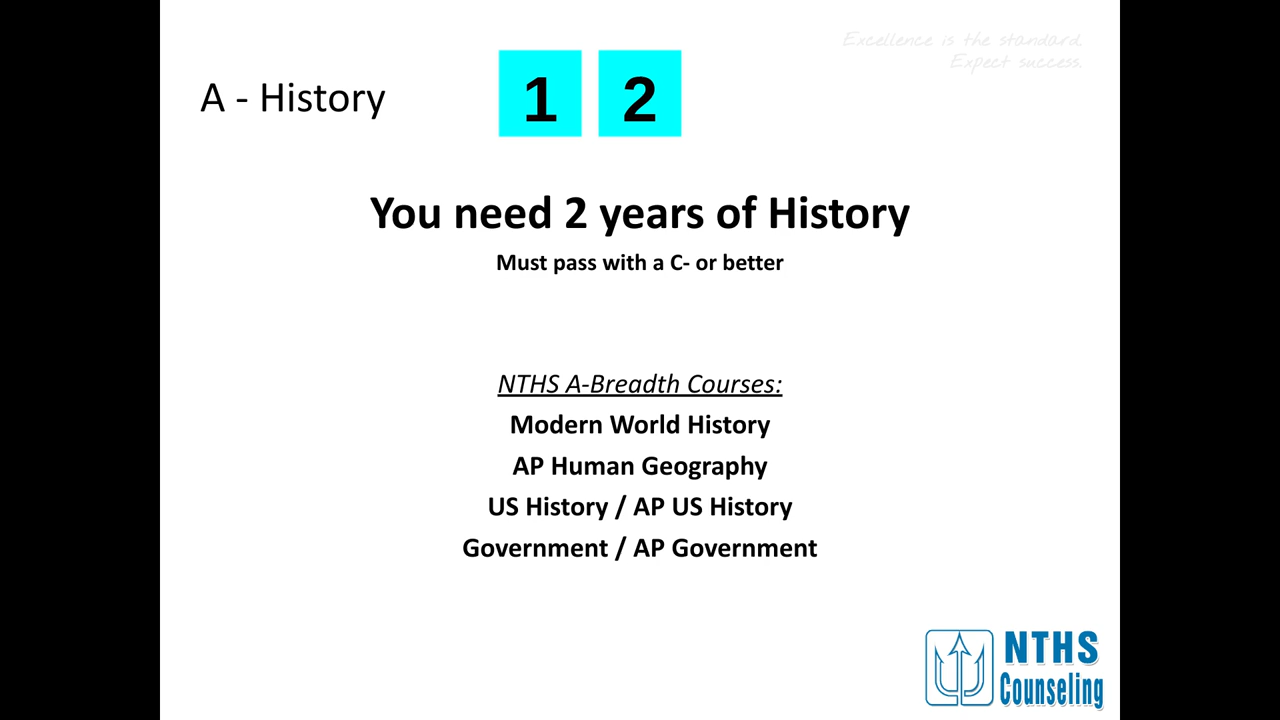 Excellence is the standard.
Expect success.
A - History
1 2
You need 2 years of History
Must pass with a C- or better
NTHS A-Breadth Courses:
Modern World History
AP Human Geography
US History / AP US History
Government / AP Government
NTHS
Counseling